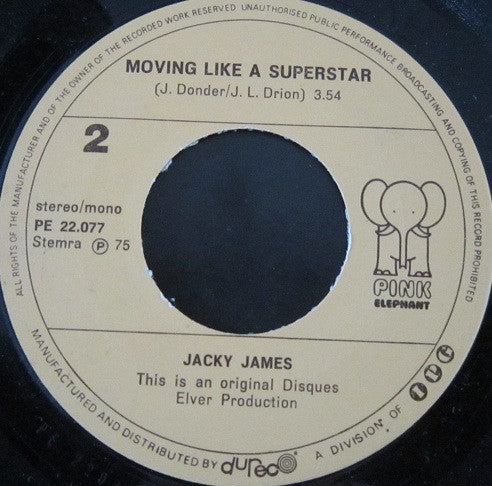 ALL RIGHTS OF THE MANUFACTURER AND OF THE OWNER OF THE RECORDED WORK RESERVED UNAUTHORISED PUBLIC PERFORMANCE, BROADCASTING AND COPYING OF THIS RECORD PROHIBITED
MOVING LIKE A SUPERSTAR
(J. Donder/J. L. Drion) 3.54
2
stereo/mono
PE 22.077
Stemra Ⓟ 75
PINK
ELEPHANT
JACKY JAMES
This is an original Disques
Elver Production
MANUFACTURED AND DISTRIBUTED BY dureco A DIVISION OF